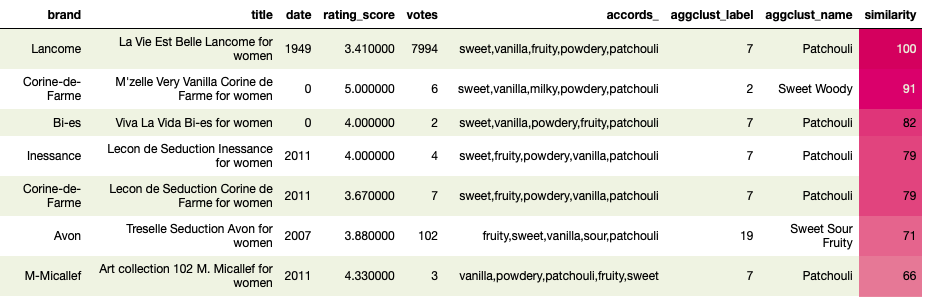 brand title date rating_score votes accords_ aggclust_label aggclust_name similarity
Lancome La Vie Est Belle Lancome for women 1949 3.410000 7994 sweet,vanilla,fruity,powdery,patchouli 7 Patchouli 100
Corine-de-Farme M'zelle Very Vanilla Corine de Farme for women 0 5.000000 6 sweet,vanilla,milky,powdery,patchouli 2 Sweet Woody 91
Bi-es Viva La Vida Bi-es for women 0 4.000000 2 sweet,vanilla,powdery,fruity,patchouli 7 Patchouli 82
Inessance Lecon de Seduction Inessance for women 2011 4.000000 4 sweet,fruity,powdery,vanilla,patchouli 7 Patchouli 79
Corine-de-Farme Lecon de Seduction Corine de Farme for women 2011 3.670000 7 sweet,fruity,powdery,vanilla,patchouli 7 Patchouli 79
Avon Treselle Seduction Avon for women 2007 3.880000 102 fruity,sweet,vanilla,sour,patchouli 19 Sweet Sour Fruity 71
M-Micallef Art collection 102 M. Micallef for women 2011 4.330000 3 vanilla,powdery,patchouli,fruity,sweet 7 Patchouli 66